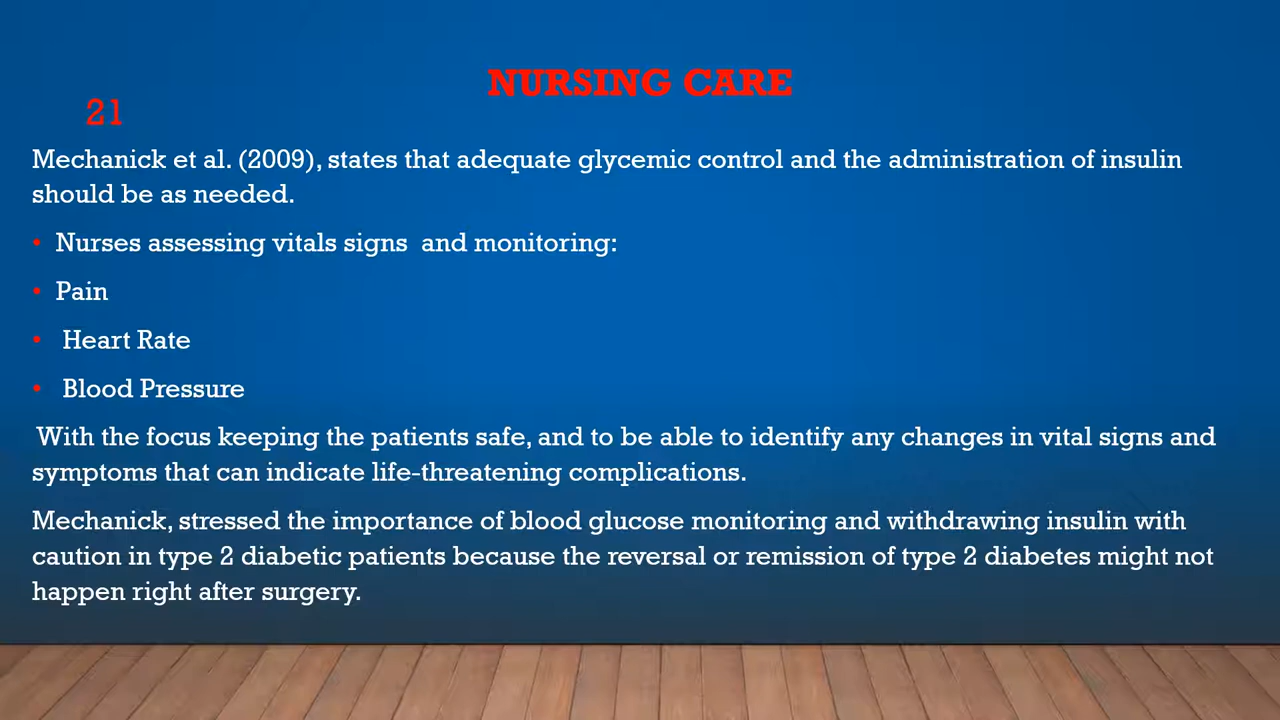 NURSING CARE
21
Mechanick et al. (2009), states that adequate glycemic control and the administration of insulin
should be as needed.
• Nurses assessing vitals signs  and monitoring:
• Pain
• Heart Rate
• Blood Pressure
With the focus keeping the patients safe, and to be able to identify any changes in vital signs and
symptoms that can indicate life-threatening complications.
Mechanick, stressed the importance of blood glucose monitoring and withdrawing insulin with
caution in type 2 diabetic patients because the reversal or remission of type 2 diabetes might not
happen right after surgery.